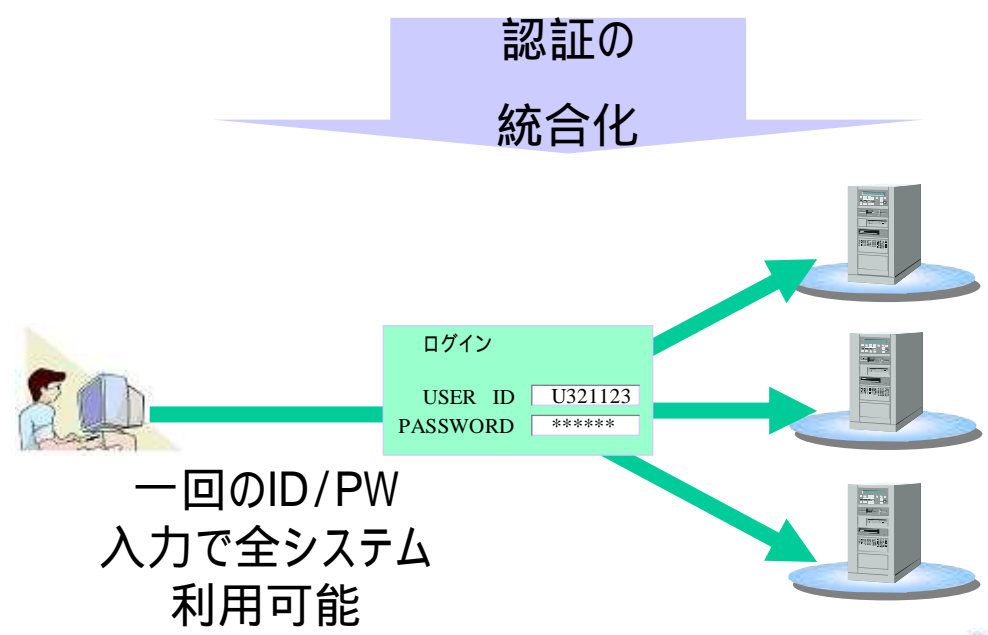 認証の
統合化
ログイン
USER ID U321123
PASSWORD ******
一回のID/PW
入力で全システム
利用可能